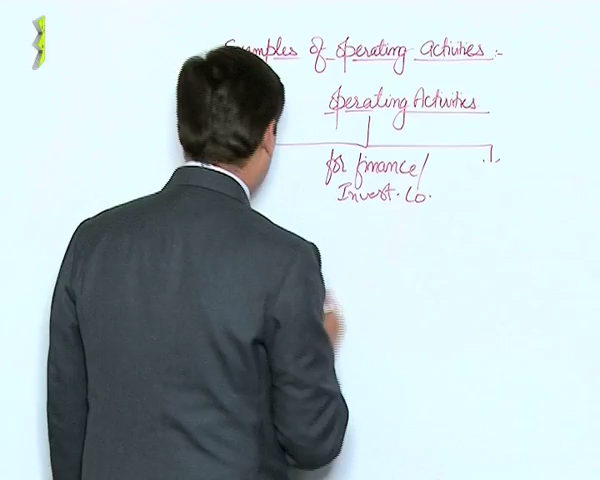 Examples of operating activities :-
operating Activities
for finance/
Invest. Co.